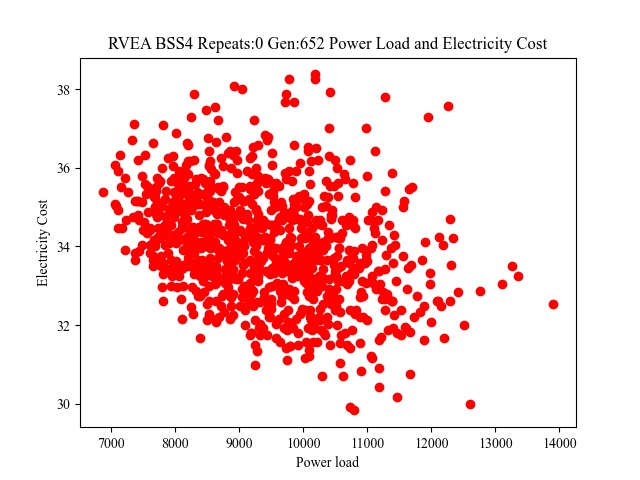 RVEA BSS4 Repeats:0 Gen:652 Power Load and Electricity Cost
38
36
34
32
30
Electricity Cost
7000 8000 9000 10000 11000 12000 13000 14000
Power load